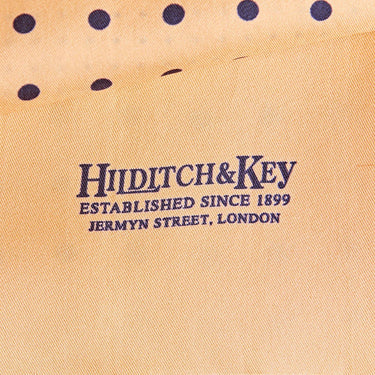 HILDITCH&KEY
ESTABLISHED SINCE 1899
JERMYN STREET, LONDON